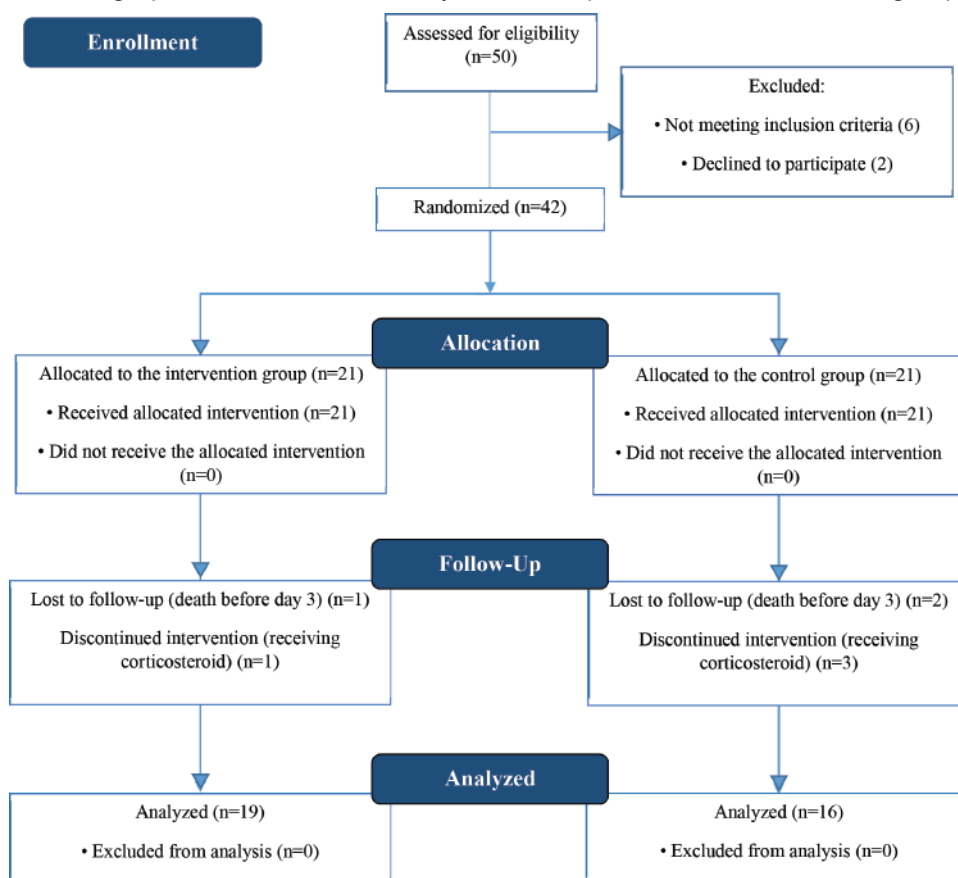 Enrollment
Assessed for eligibility
(n=50)
Excluded:
• Not meeting inclusion criteria (6)
• Declined to participate (2)
Randomized (n=42)
Allocation
Allocated to the intervention group (n=21)
• Received allocated intervention (n=21)
• Did not receive the allocated intervention
(n=0)
Allocated to the control group (n=21)
• Received allocated intervention (n=21)
• Did not receive the allocated intervention
(n=0)
Follow-Up
Lost to follow-up (death before day 3) (n=1)
Discontinued intervention (receiving
corticosteroid) (n=1)
Lost to follow-up (death before day 3) (n=2)
Discontinued intervention (receiving
corticosteroid) (n=3)
Analyzed
Analyzed (n=19)
• Excluded from analysis (n=0)
Analyzed (n=16)
• Excluded from analysis (n=0)